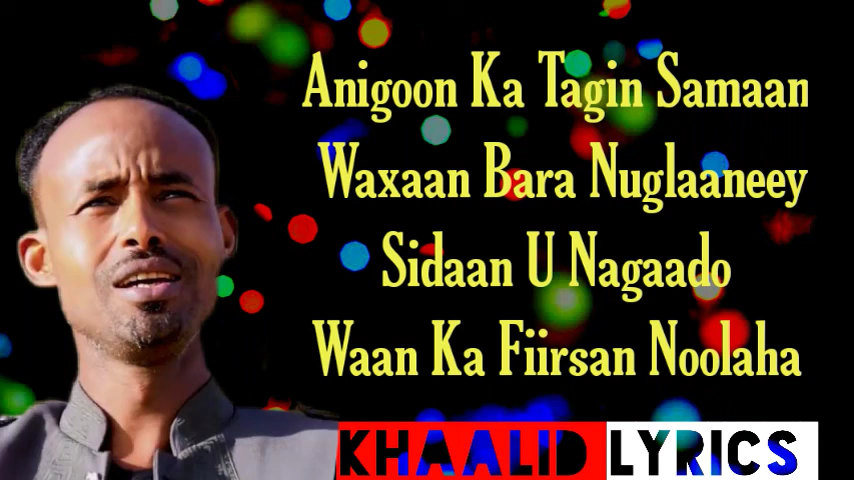 Anigoon Ka Tagin Samaan
Waxaan Bara Nuglaaneey
Sidaan U Nagaado
Waan Ka Fiirsan Noolaha
KHAALID LYRICS